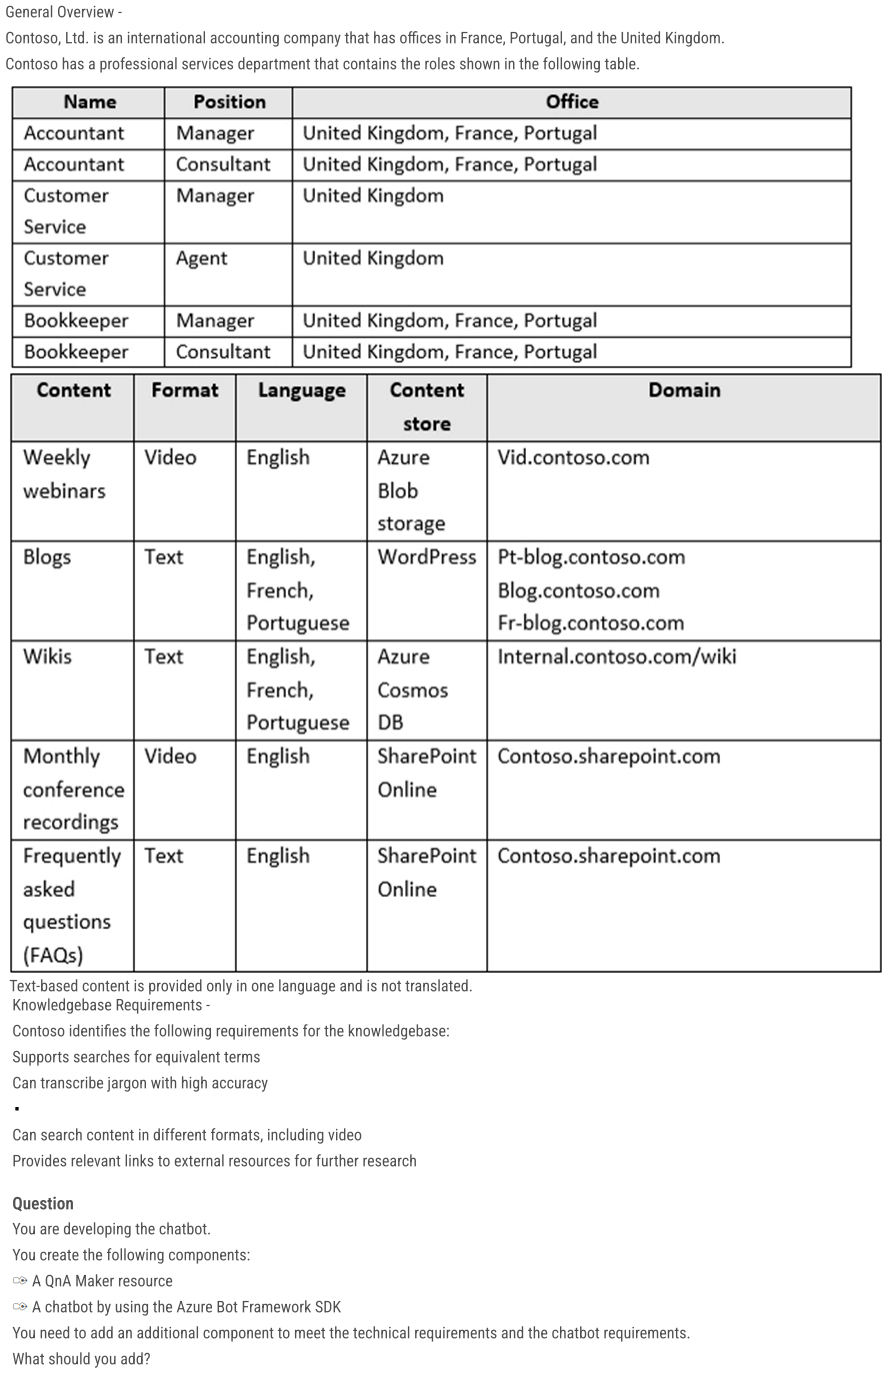 General Overview -
Contoso, Ltd. is an international accounting company that has offices in France, Portugal, and the United Kingdom.
Contoso has a professional services department that contains the roles shown in the following table.
Name Position Office
Accountant Manager United Kingdom, France, Portugal
Accountant Consultant United Kingdom, France, Portugal
Customer Manager United Kingdom
Service
Customer Agent United Kingdom
Service
Bookkeeper Manager United Kingdom, France, Portugal
Bookkeeper Consultant United Kingdom, France, Portugal
Content Format Language Content Domain
store
Weekly Video English Azure Vid.contoso.com
webinars Blob
storage
Blogs Text English, WordPress Pt-blog.contoso.com
French, Blog.contoso.com
Portuguese Fr-blog.contoso.com
Wikis Text English, Azure Internal.contoso.com/wiki
French, Cosmos
Portuguese DB
Monthly Video English SharePoint Contoso.sharepoint.com
conference Online
recordings
Frequently Text English SharePoint Contoso.sharepoint.com
asked Online
questions
(FAQs)
Text-based content is provided only in one language and is not translated.
Knowledgebase Requirements -
Contoso identifies the following requirements for the knowledgebase:
Supports searches for equivalent terms
Can transcribe jargon with high accuracy
▪
Can search content in different formats, including video
Provides relevant links to external resources for further research
Question
You are developing the chatbot.
You create the following components:
A QnA Maker resource
A chatbot by using the Azure Bot Framework SDK
You need to add an additional component to meet the technical requirements and the chatbot requirements.
What should you add?